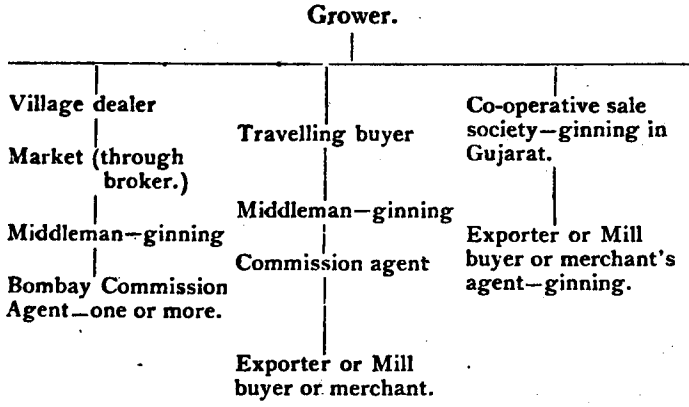 Grower.
Village dealer
Market (through
broker.)
Middleman—ginning
Bombay Commission
Agent—one or more.
Travelling buyer
Middleman—ginning
Commission agent
Exporter or Mill
buyer or merchant.
Co-operative sale
society—ginning in
Gujarat.
Exporter or Mill
buyer or merchant's
agent—ginning.